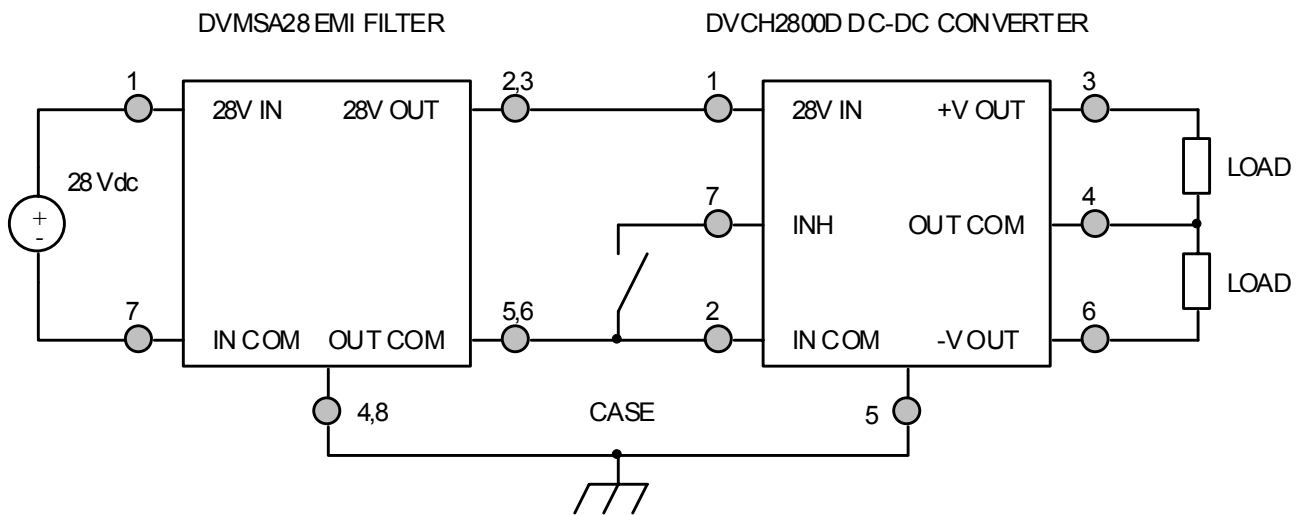 DVMSA28 EMI FILTER
DVCH2800D DC-DC CONVERTER
1
2,3
1
3
28V IN
28V OUT
28V IN
+V OUT
LOAD
28 Vdc
7
4
+
-
INH
OUT COM
LOAD
7
5,6
2
6
IN COM
OUT COM
IN COM
-V OUT
4,8
CASE
5